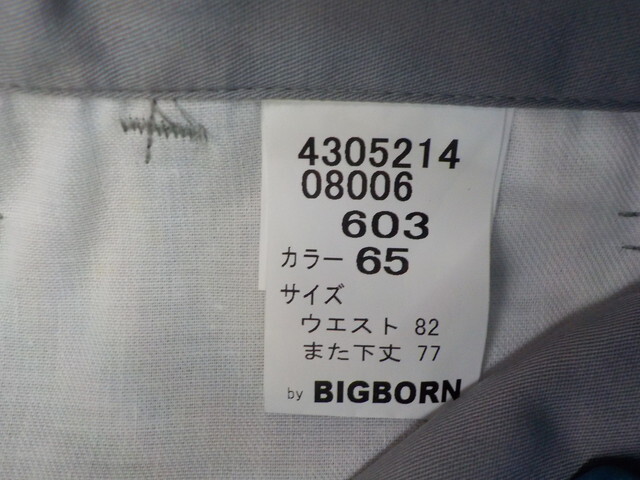 4305214
08006
603
カラー 65
サイズ
ウエスト 82
また下丈 77
by BIGBORN